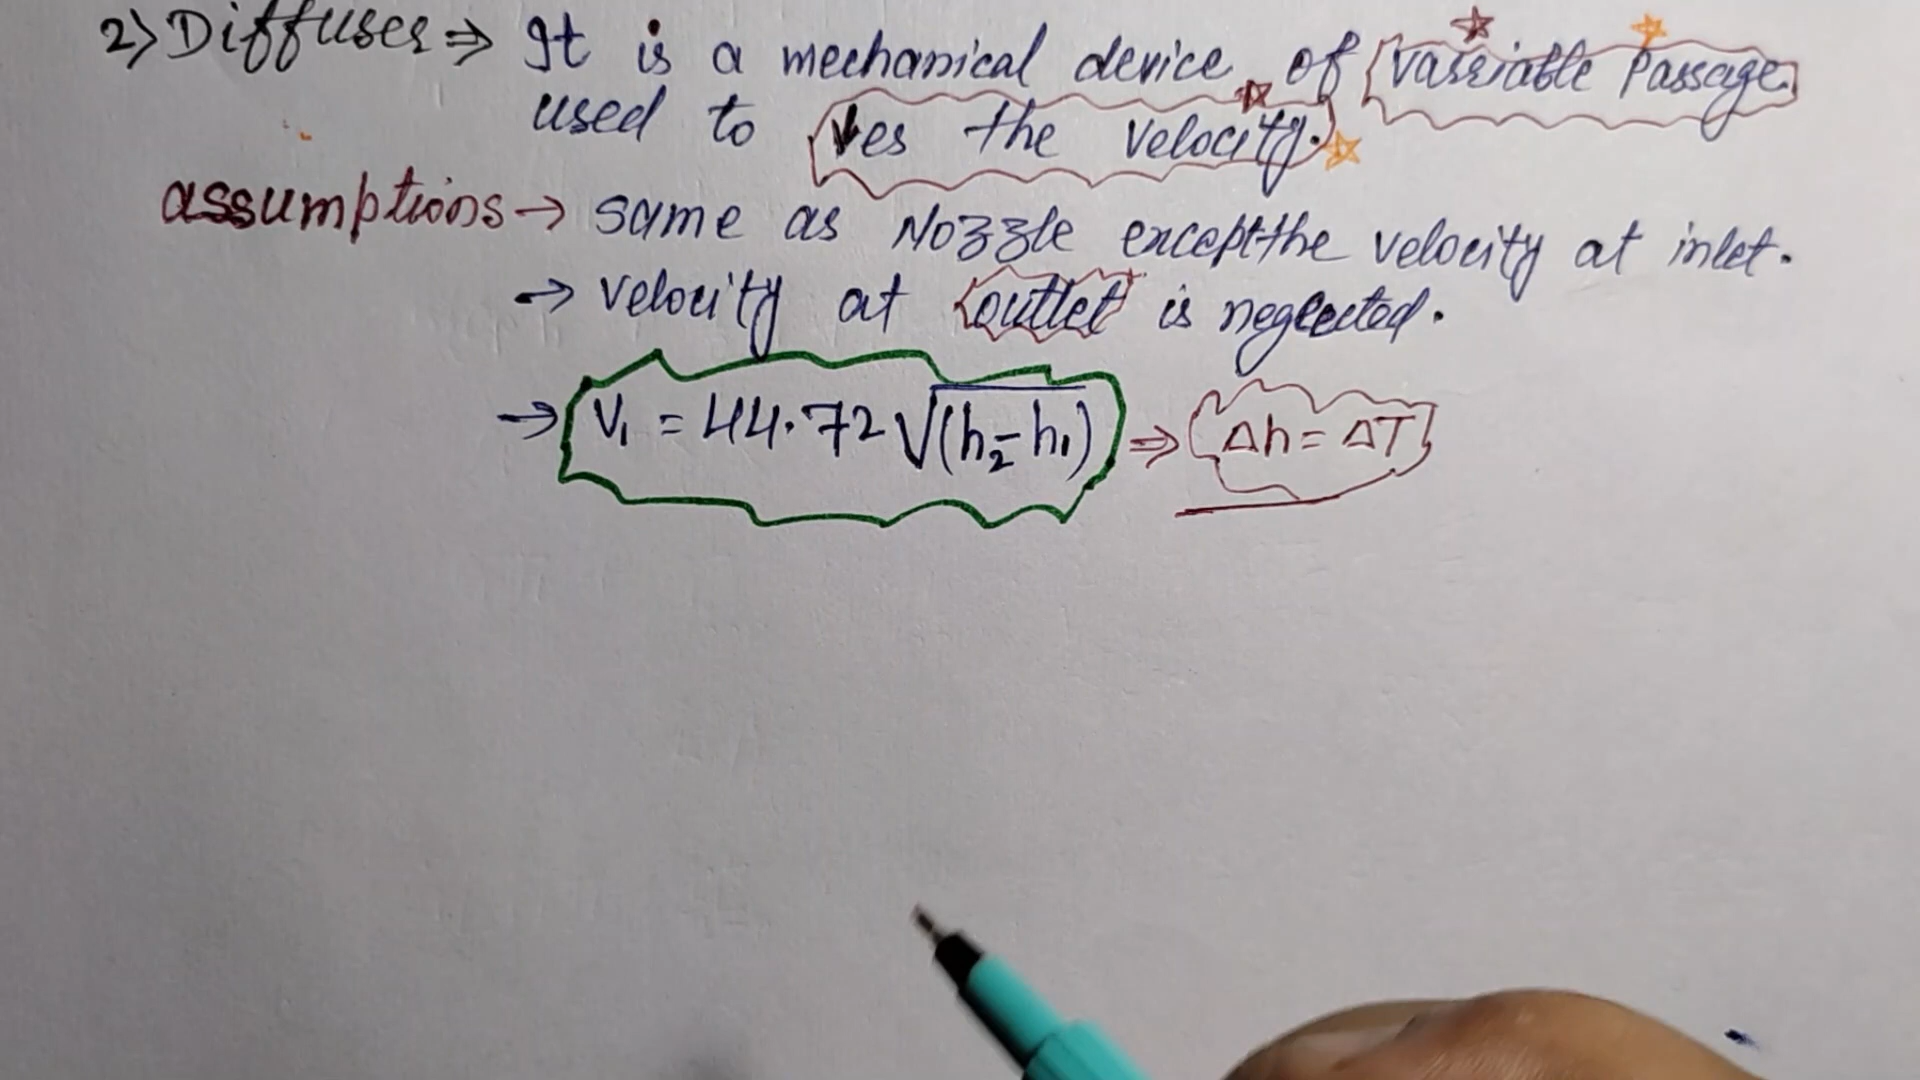 2) Diffuser ⇒ It is a mechanical device of variable Passage
used to ↓es the velocity.
assumptions → same as Nozzle except the velocity at inlet.
→ velocity at outlet is neglected.
→ V₁ = 44.72 √(h₂-h₁) ⇒ Δh = ΔT